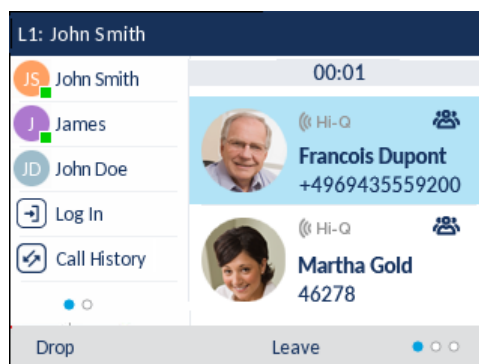 L1: John Smith
JS John Smith
J James
JD John Doe
Log In
Call History
00:01
Hi-Q
Francois Dupont
+4969435559200
Hi-Q
Martha Gold
46278
Drop
Leave